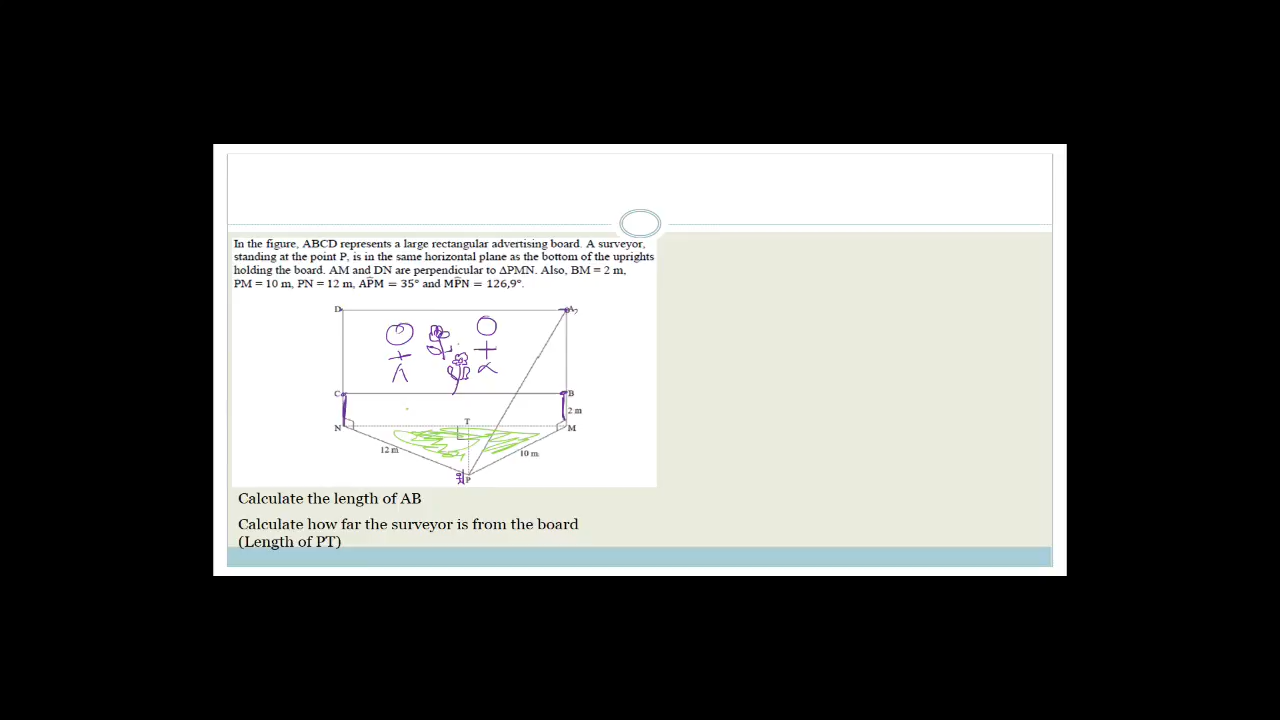 In the figure, ABCD represents a large rectangular advertising board. A surveyor,
standing at the point P, is in the same horizontal plane as the bottom of the uprights
holding the board. AM and DN are perpendicular to ΔPMN. Also, BM = 2 m,
PM = 10 m, PN = 12 m, AP̂M = 35° and MP̂N = 126,9°.
D A
C B
2 m
T
N M
12 m 10 m
P
Calculate the length of AB
Calculate how far the surveyor is from the board
(Length of PT)